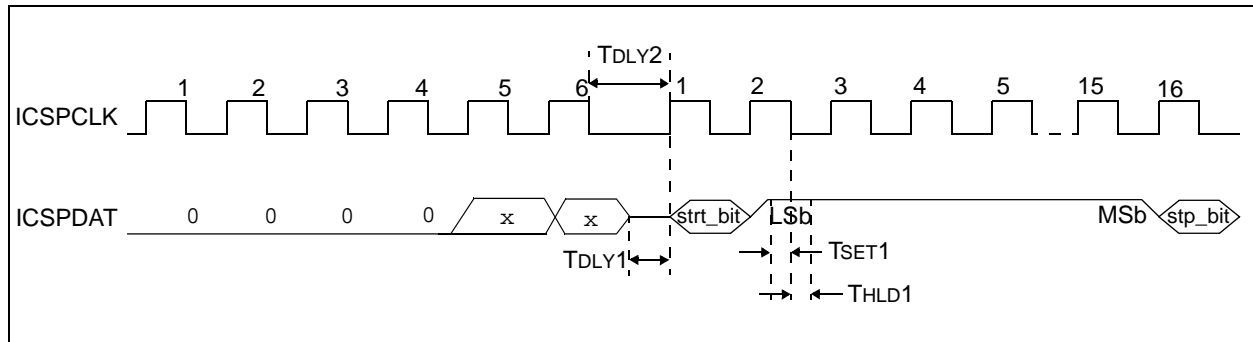 TDLY2
1 2 3 4 5 6 1 2 3 4 5 15 16
ICSPCLK
ICSPDAT
0 0 0 0 x x strt_bit LSb MSb stp_bit
TDLY1
TSET1
THLD1